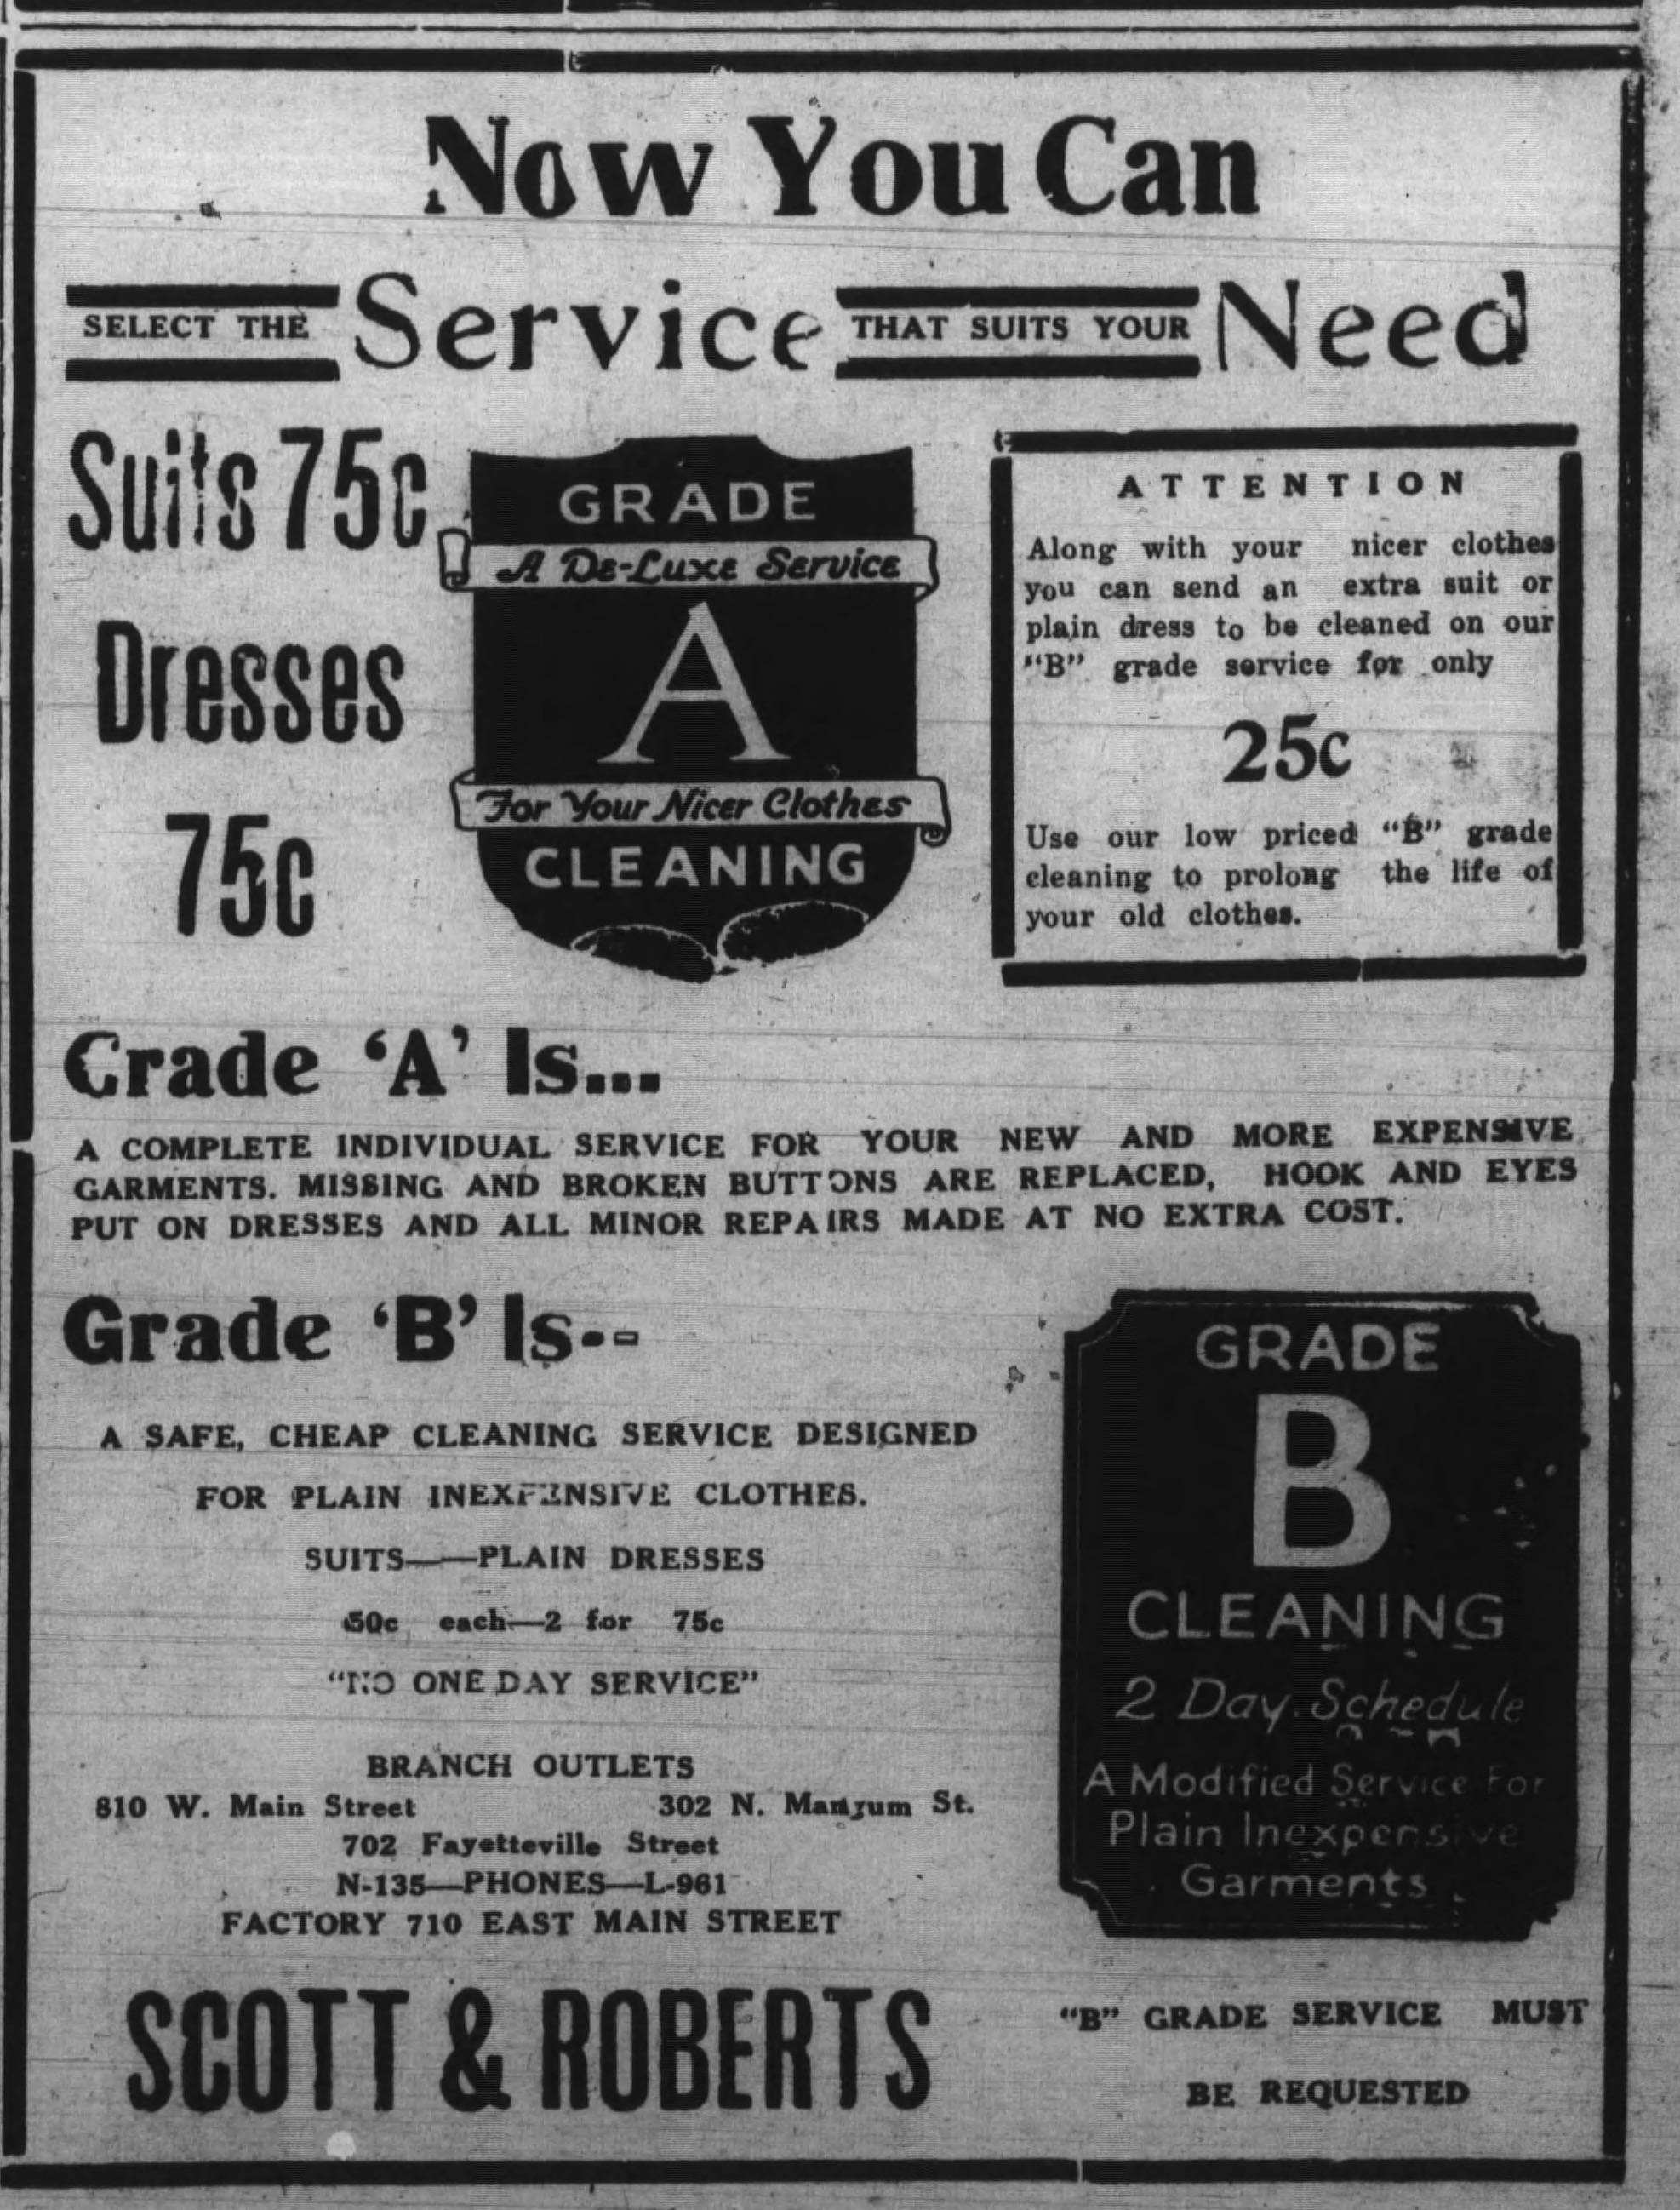 Now You Can
SELECT THE Service THAT SUITS YOUR Need
Suits 75c
Dresses
75c
GRADE
A De-Luxe Service
A
For Your Nicer Clothes
CLEANING
ATTENTION
Along with your nicer clothes
you can send an extra suit or
plain dress to be cleaned on our
"B" grade service for only
25c
Use our low priced "B" grade
cleaning to prolong the life of
your old clothes.
Grade 'A' Is...
A COMPLETE INDIVIDUAL SERVICE FOR YOUR NEW AND MORE EXPENSIVE
GARMENTS. MISSING AND BROKEN BUTTONS ARE REPLACED, HOOK AND EYES
PUT ON DRESSES AND ALL MINOR REPAIRS MADE AT NO EXTRA COST.
Grade 'B' Is--
A SAFE, CHEAP CLEANING SERVICE DESIGNED
FOR PLAIN INEXPENSIVE CLOTHES.
SUITS——PLAIN DRESSES
50c each—2 for 75c
"NO ONE DAY SERVICE"
BRANCH OUTLETS
810 W. Main Street 302 N. St.
702 Fayetteville Street
N-135—PHONES—L-961
FACTORY 710 EAST MAIN STREET
SCOTT & ROBERTS
GRADE
B
CLEANING
2 Day Schedule
A Modified Service For
Plain Inexpensive
Garments
"B" GRADE SERVICE MUST
BE REQUESTED